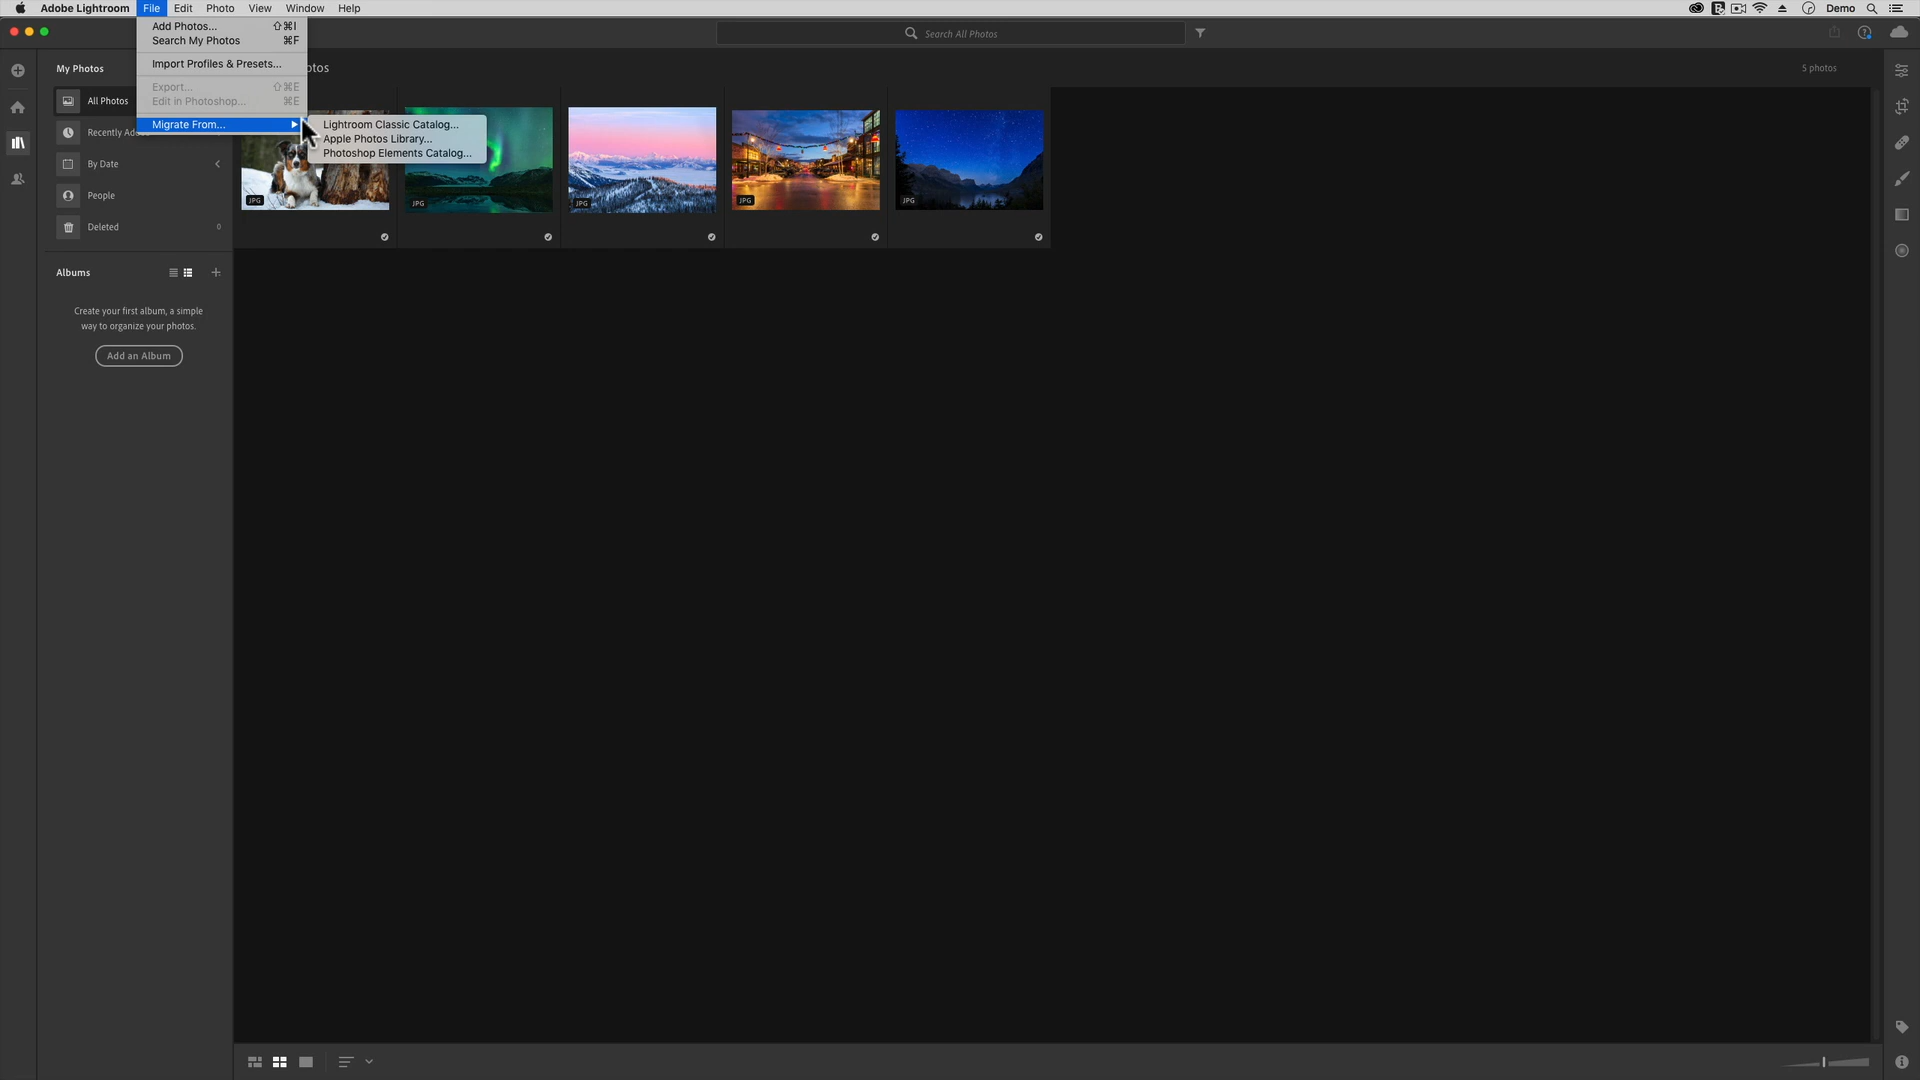 Adobe Lightroom File Edit Photo View Window Help Demo
Add Photos... ⇧⌘I
Search My Photos ⌘F
Import Profiles & Presets...
Export... ⇧⌘E
Edit in Photoshop... ⌘E
Migrate From...
Lightroom Classic Catalog...
Apple Photos Library...
Photoshop Elements Catalog...
Search All Photos
otos
5 photos
My Photos
All Photos
Recently Adde
By Date
People
Deleted 0
Albums
Create your first album, a simple
way to organize your photos.
Add an Album
JPG
JPG
JPG
JPG
JPG